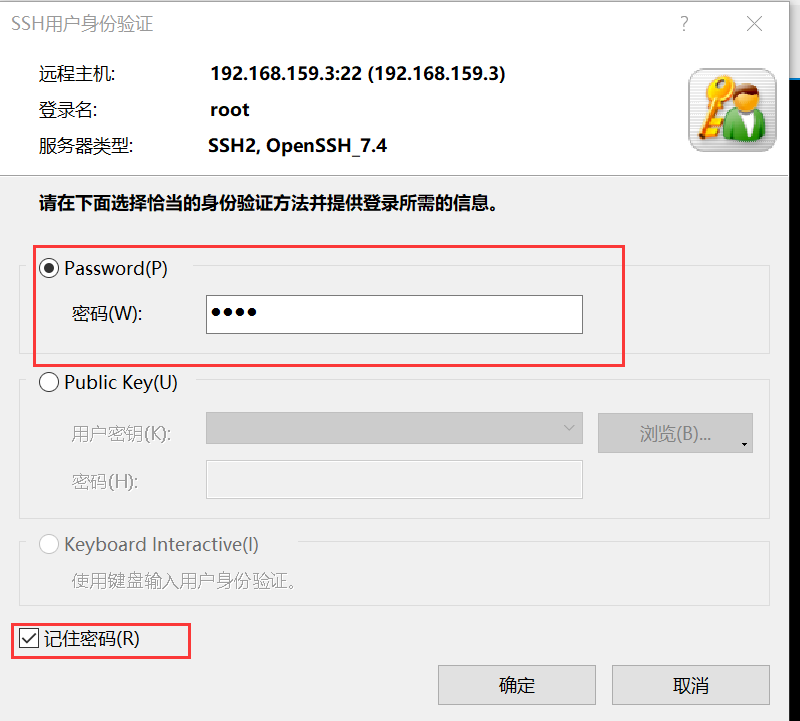 SSH用户身份验证
远程主机: 192.168.159.3:22 (192.168.159.3)
登录名: root
服务器类型: SSH2, OpenSSH_7.4
请在下面选择恰当的身份验证方法并提供登录所需的信息。
Password(P)
密码(W): ●●●●
Public Key(U)
用户密钥(K): 浏览(B)...
密码(H):
Keyboard Interactive(I)
使用键盘输入用户身份验证。
记住密码(R)
确定 取消